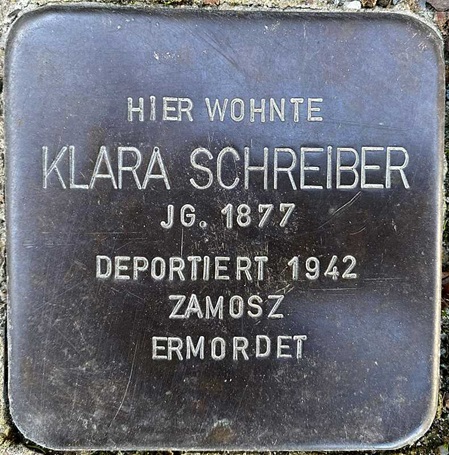 HIER WOHNTE
KLARA SCHREIBER
JG. 1877
DEPORTIERT 1942
ZAMOSZ
ERMORDET